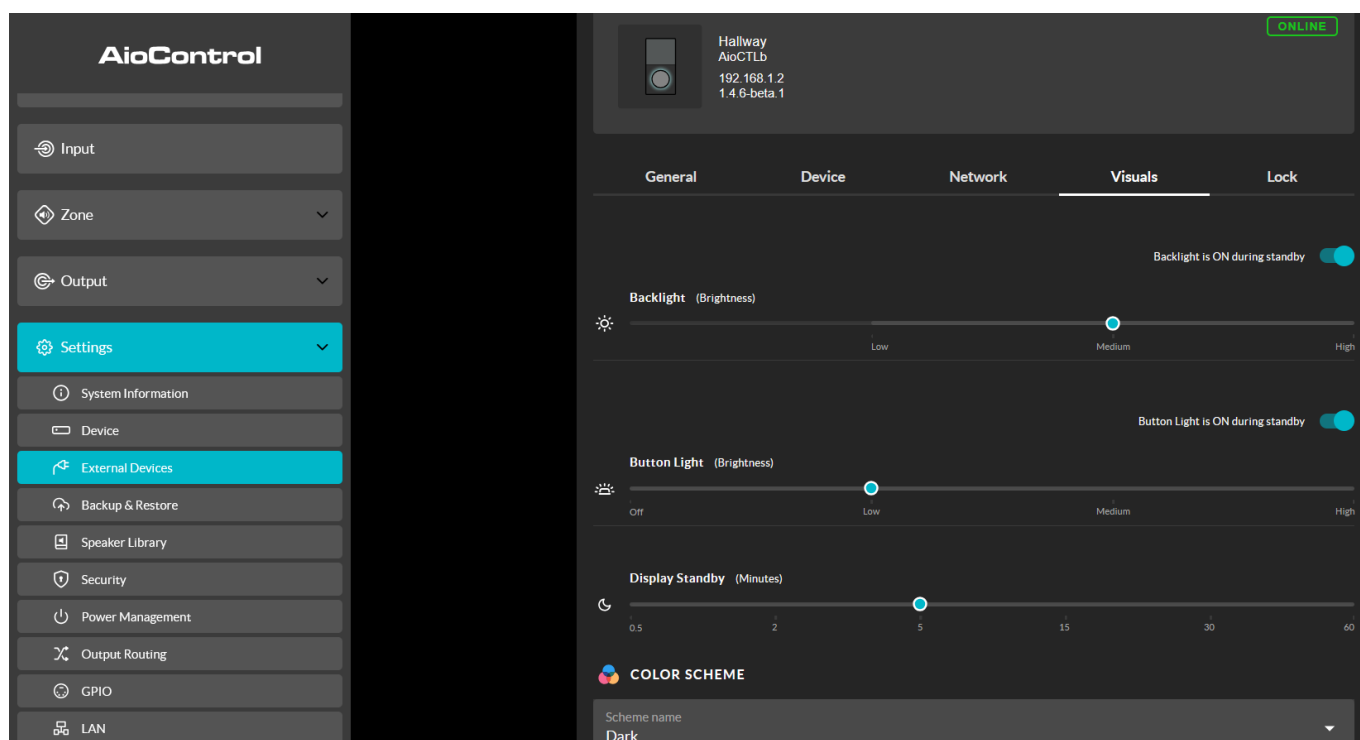 AioControl
Input
Zone
Output
Settings
System Information
Device
External Devices
Backup & Restore
Speaker Library
Security
Power Management
Output Routing
GPIO
LAN
Hallway
AioCTLb
192.168.1.2
1.4.6-beta.1
ONLINE
General Device Network Visuals Lock
Backlight is ON during standby
Backlight (Brightness)
Low Medium High
Button Light is ON during standby
Button Light (Brightness)
Off Low Medium High
Display Standby (Minutes)
0.5 2 5 15 30 60
COLOR SCHEME
Scheme name
Dark